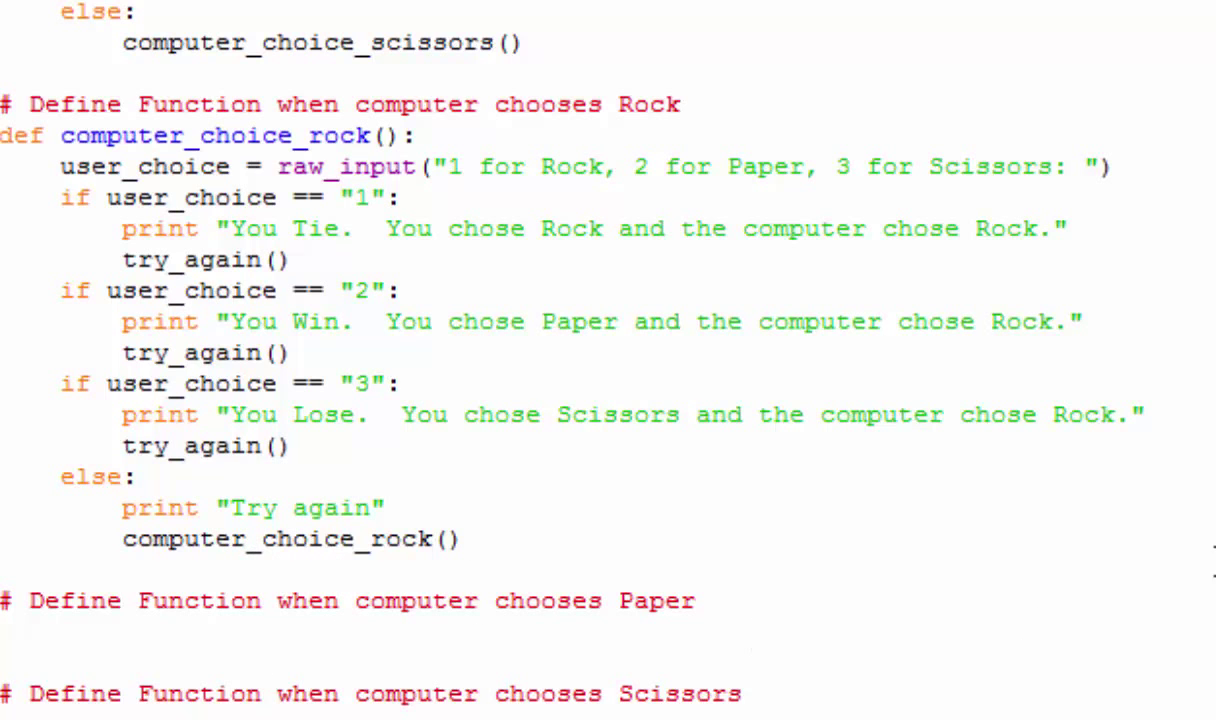 else:
computer_choice_scissors()
# Define Function when computer chooses Rock
def computer_choice_rock():
user_choice = raw_input("1 for Rock, 2 for Paper, 3 for Scissors: ")
if user_choice == "1":
print "You Tie.  You chose Rock and the computer chose Rock."
try_again()
if user_choice == "2":
print "You Win.  You chose Paper and the computer chose Rock."
try_again()
if user_choice == "3":
print "You Lose.  You chose Scissors and the computer chose Rock."
try_again()
else:
print "Try again"
computer_choice_rock()
# Define Function when computer chooses Paper
# Define Function when computer chooses Scissors